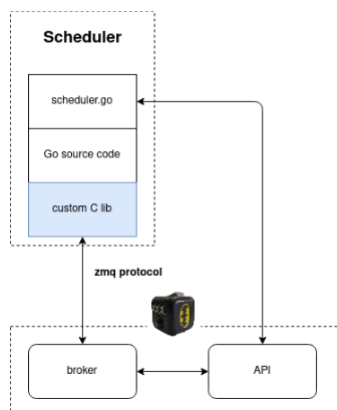 Scheduler
scheduler.go
Go source code
custom C lib
zmq protocol
broker
API